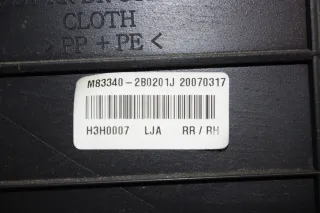 CLOTH
>PP + PE<
M83340-2B0201J 20070317
H3H0007 LJA RR/RH